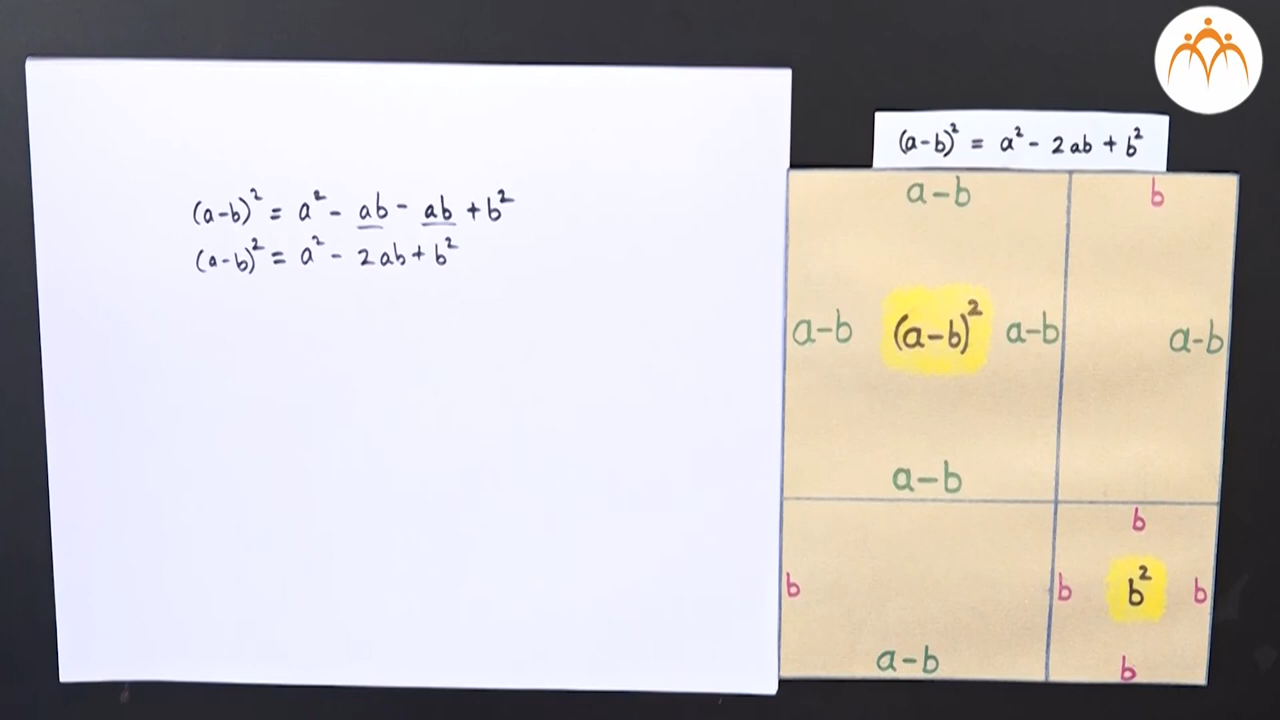 (a-b)² = a² - ab - ab + b²
(a-b)² = a² - 2ab + b²
(a-b)² = a² - 2ab + b²
a-b b
a-b (a-b)² a-b a-b
a-b
b
b b b² b
a-b b